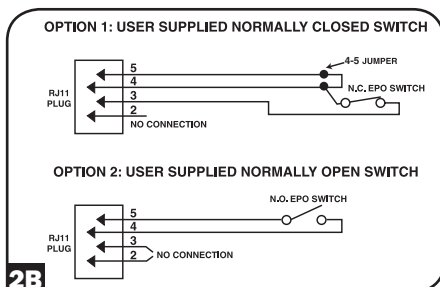 OPTION 1: USER SUPPLIED NORMALLY CLOSED SWITCH
4-5 JUMPER
5
4
N.C. EPO SWITCH
RJ11
PLUG
3
2
NO CONNECTION
OPTION 2: USER SUPPLIED NORMALLY OPEN SWITCH
N.O. EPO SWITCH
5
4
RJ11
PLUG
3
NO CONNECTION
2
2B